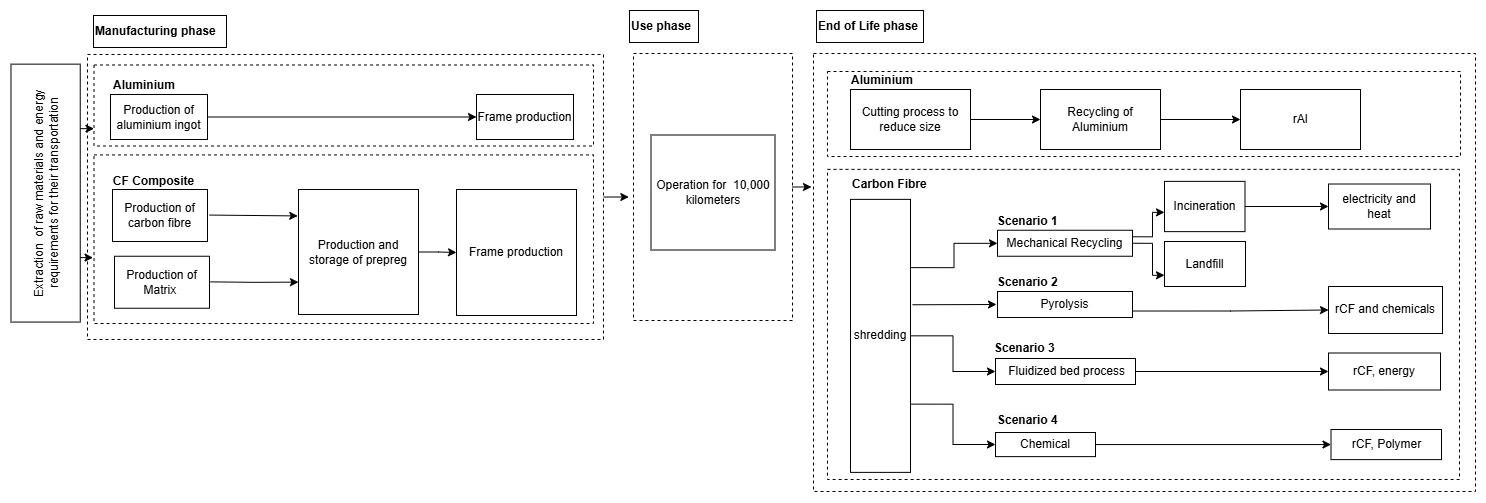 Manufacturing phase
Use phase
End of Life phase
Extraction of raw materials and energy
requirements for their transportation
Aluminium
Production of
aluminium ingot
Frame production
CF Composite
Production of
carbon fibre
Production of
Matrix
Production and
storage of prepreg
Frame production
Operation for 10,000
kilometers
Aluminium
Cutting process to
reduce size
Recycling of
Aluminium
rAl
Carbon Fibre
shredding
Scenario 1
Mechanical Recycling
Incineration
electricity and
heat
Landfill
Scenario 2
Pyrolysis
rCF and chemicals
Scenario 3
Fluidized bed process
rCF, energy
Scenario 4
Chemical
rCF, Polymer